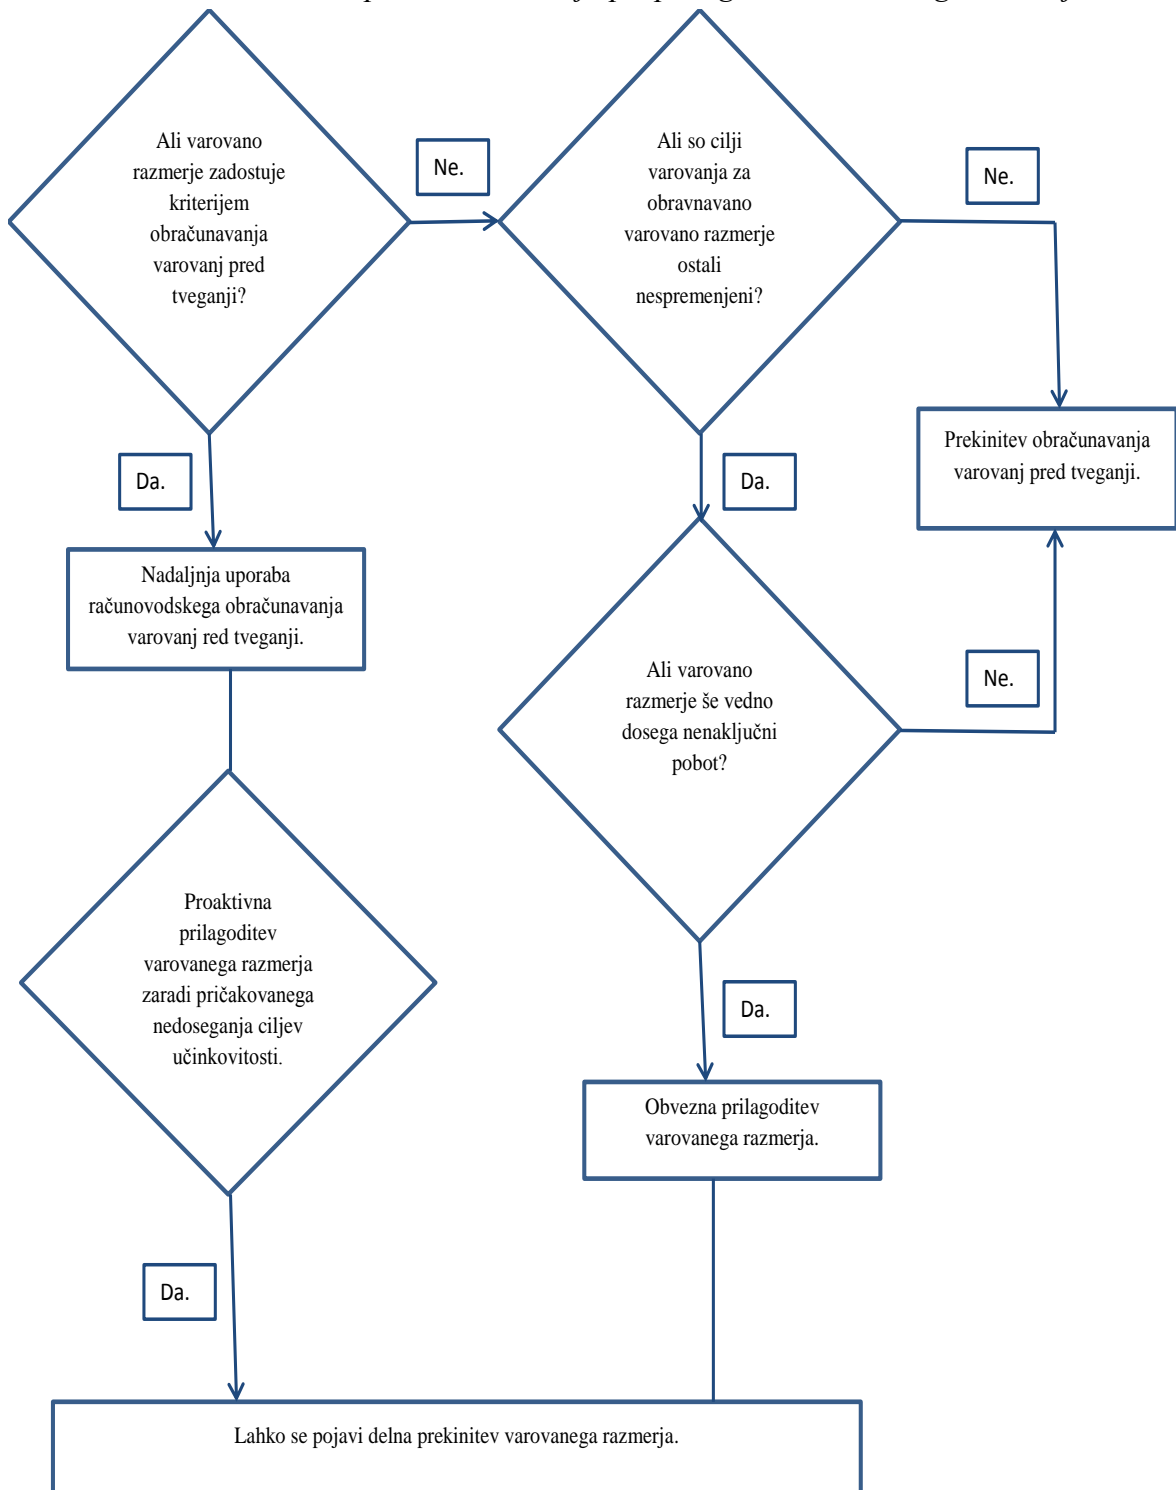 Ali varovano
razmerje zadostuje
kriterijem
obračunavanja
varovanj pred
tveganji?
Ne.
Ali so cilji
varovanja za
obravnavano
varovano razmerje
ostali
nespremenjeni?
Ne.
Da.
Da.
Prekinitev obračunavanja
varovanj pred tveganji.
Nadaljnja uporaba
računovodskega obračunavanja
varovanj red tveganji.
Ali varovano
razmerje še vedno
dosega nenaključni
pobot?
Ne.
Proaktivna
prilagoditev
varovanega razmerja
zaradi pričakovanega
nedoseganja ciljev
učinkovitosti.
Da.
Obvezna prilagoditev
varovanega razmerja.
Da.
Lahko se pojavi delna prekinitev varovanega razmerja.